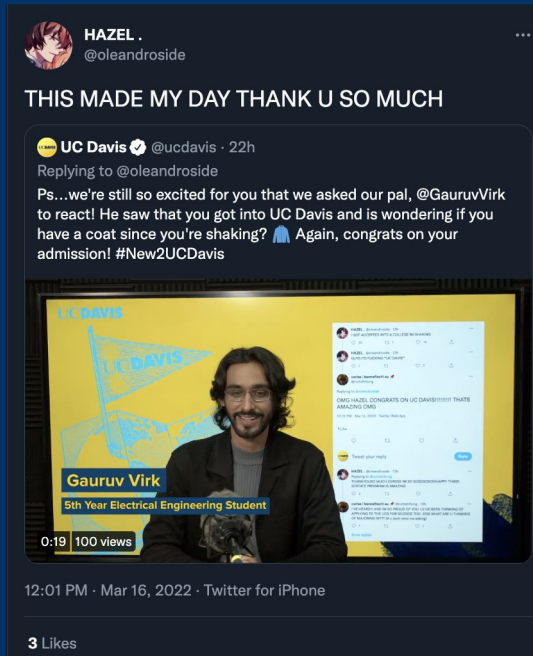 HAZEL .
@oleandroside
THIS MADE MY DAY THANK U SO MUCH
UC Davis @ucdavis · 22h
Replying to @oleandroside
Ps...we're still so excited for you that we asked our pal, @GauruvVirk
to react! He saw that you got into UC Davis and is wondering if you
have a coat since you're shaking? 🧥 Again, congrats on your
admission! #New2UCDavis
UC DAVIS
UC DAVIS
OMG HAZEL CONGRATS ON UC DAVIS!!!!!!!! THATS
AMAZING OMG
Tweet your reply
Reply
Gauruv Virk
5th Year Electrical Engineering Student
0:19 100 views
12:01 PM · Mar 16, 2022 · Twitter for iPhone
3 Likes